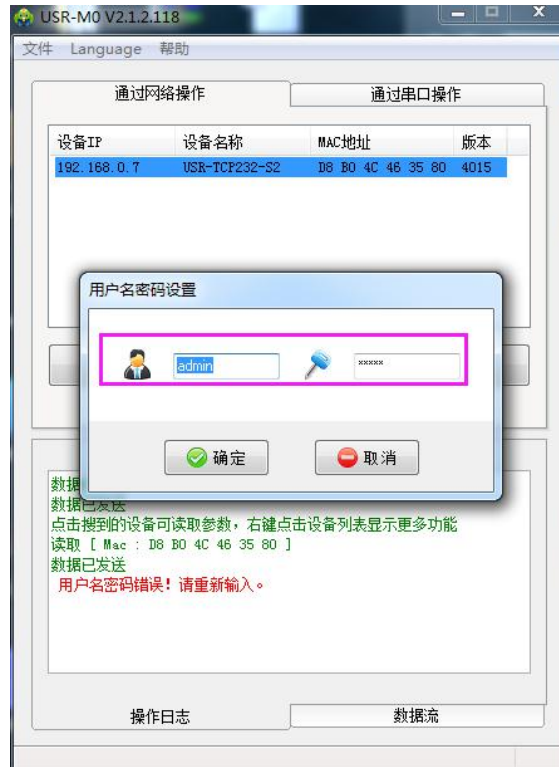 USR-M0 V2.1.2.118
文件 Language 帮助
通过网络操作 通过串口操作
设备IP 设备名称 MAC地址 版本
192.168.0.7 USR-TCP232-S2 D8 B0 4C 46 35 80 4015
用户名密码设置
admin *****
确定 取消
数据已发送
点击搜到的设备可读取参数，右键点击设备列表显示更多功能
读取 [ Mac : D8 B0 4C 46 35 80 ]
数据已发送
用户名密码错误！请重新输入。
操作日志 数据流